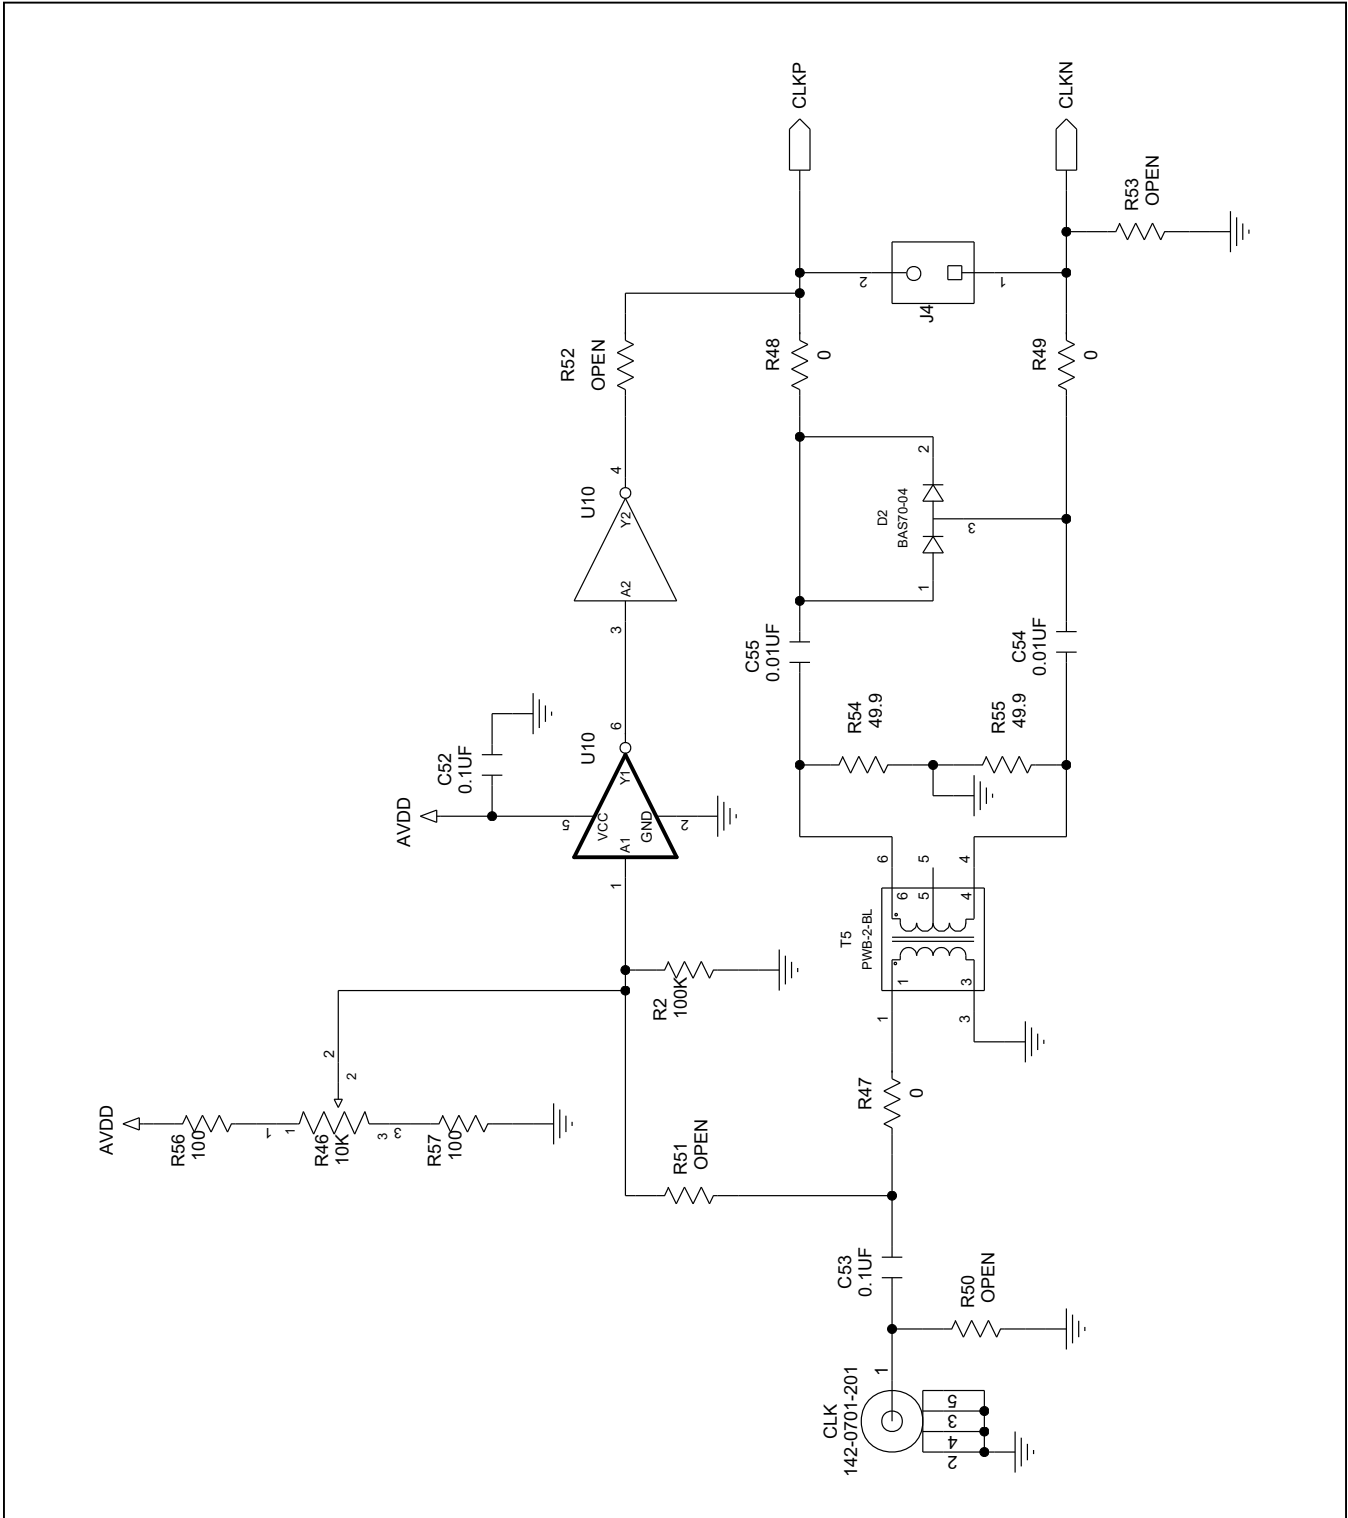 CLKP
CLKN
R53
OPEN
2
1
J4
R52
OPEN
R48
0
R49
0
4
U10
Y2
A2
3
D2
BAS70-04
2
3
1
C55
0.01UF
C54
0.01UF
R54
49.9
R55
49.9
C52
0.1UF
AVDD
6
U10
Y1
5
VCC
A1
GND
2
1
6
5
4
6
5
4
T5
PWB-2-BL
1
3
1
3
R2
100K
2
2
AVDD
R56
100
1
1
R46
10K
3
3
R57
100
R51
OPEN
R47
0
C53
0.1UF
R50
OPEN
1
CLK
142-0701-201
5
3
4
2